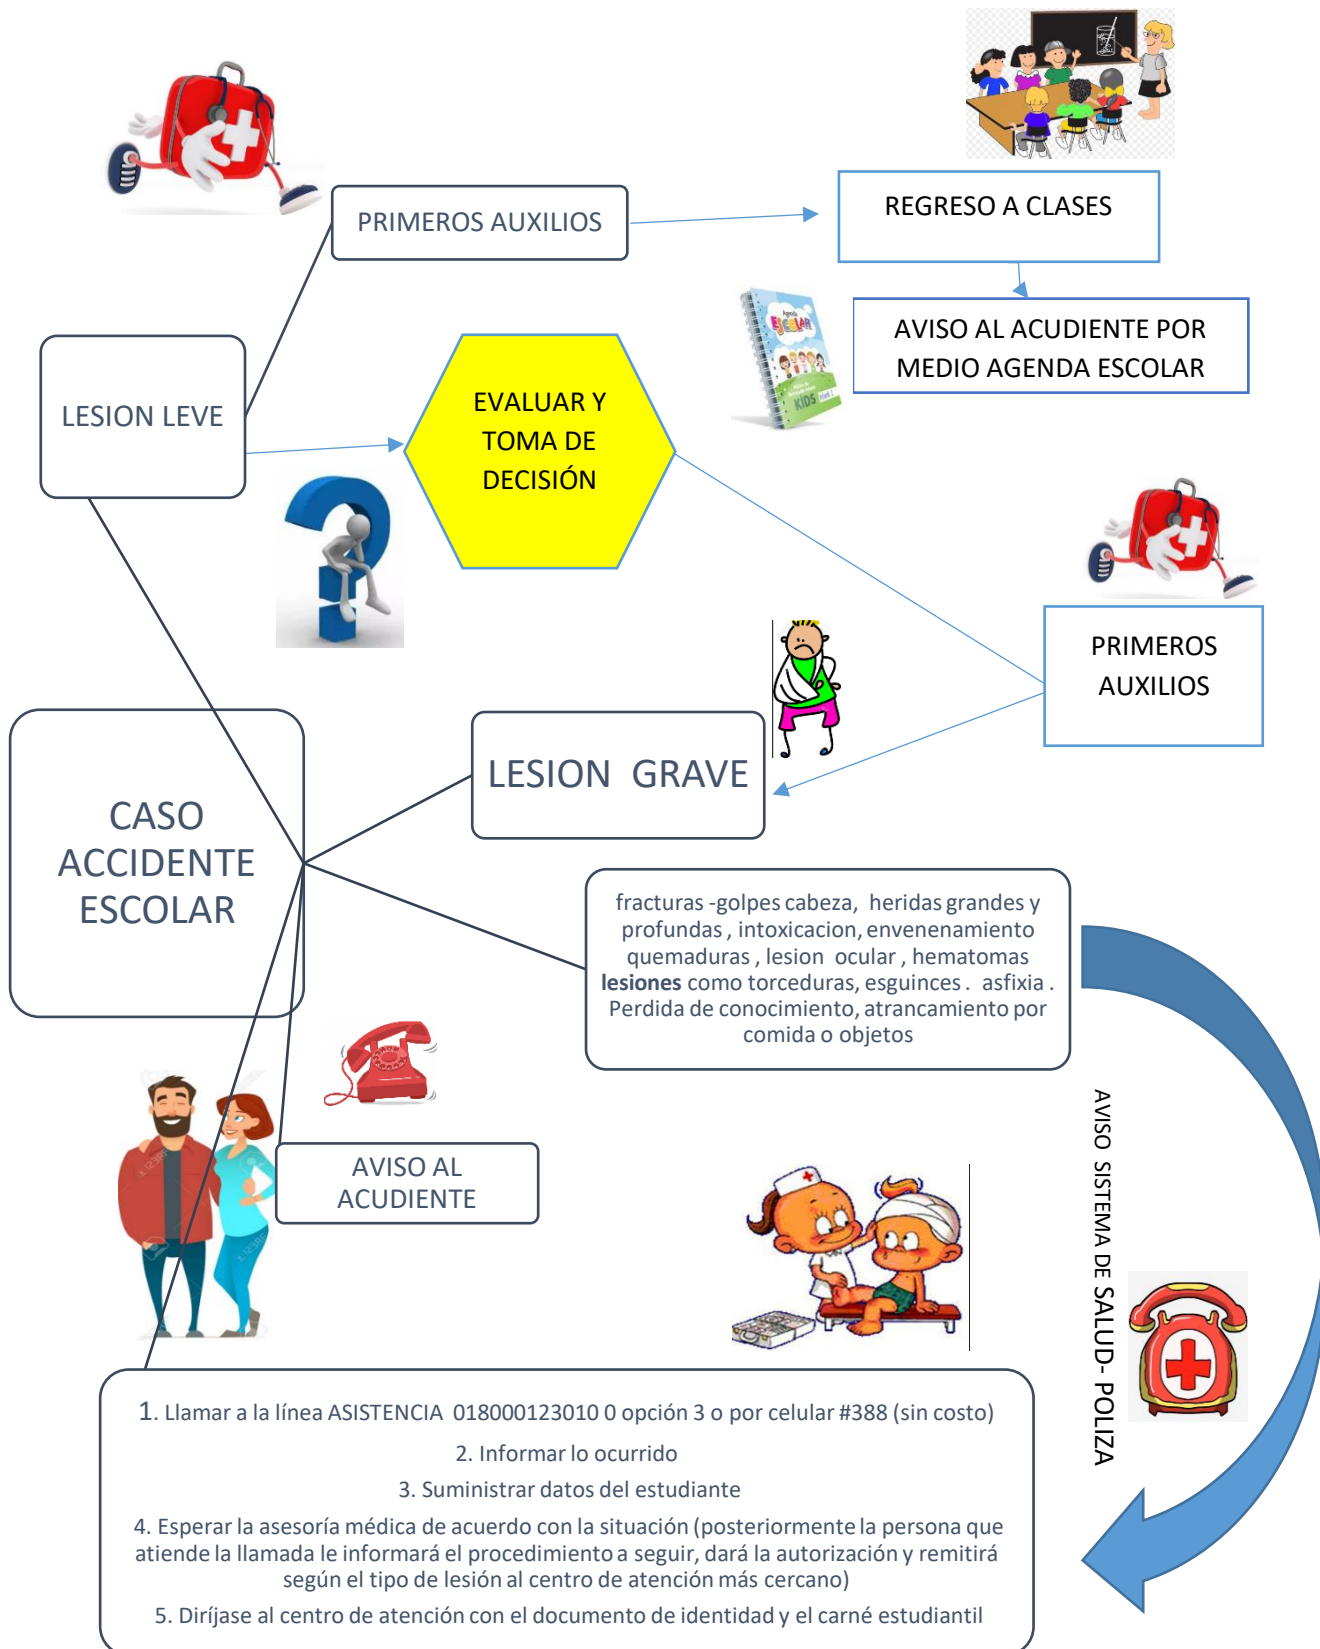 PRIMEROS AUXILIOS
REGRESO A CLASES
AVISO AL ACUDIENTE POR
MEDIO AGENDA ESCOLAR
Agenda
ESCOLAR
KIDS
LESION LEVE
EVALUAR Y
TOMA DE
DECISIÓN
PRIMEROS
AUXILIOS
LESION  GRAVE
CASO
ACCIDENTE
ESCOLAR
fracturas -golpes cabeza,  heridas grandes y
profundas , intoxicacion, envenenamiento
quemaduras , lesion  ocular , hematomas
lesiones como torceduras, esguinces .  asfixia .
Perdida de conocimiento, atrancamiento por
comida o objetos
AVISO AL
ACUDIENTE
AVISO  SISTEMA  DE  SALUD-  POLIZA
1. Llamar a la línea ASISTENCIA  018000123010 0 opción 3 o por celular #388 (sin costo)
2. Informar lo ocurrido
3. Suministrar datos del estudiante
4. Esperar la asesoría médica de acuerdo con la situación (posteriormente la persona que
atiende la llamada le informará el procedimiento a seguir, dará la autorización y remitirá
según el tipo de lesión al centro de atención más cercano)
5. Diríjase al centro de atención con el documento de identidad y el carné estudiantil